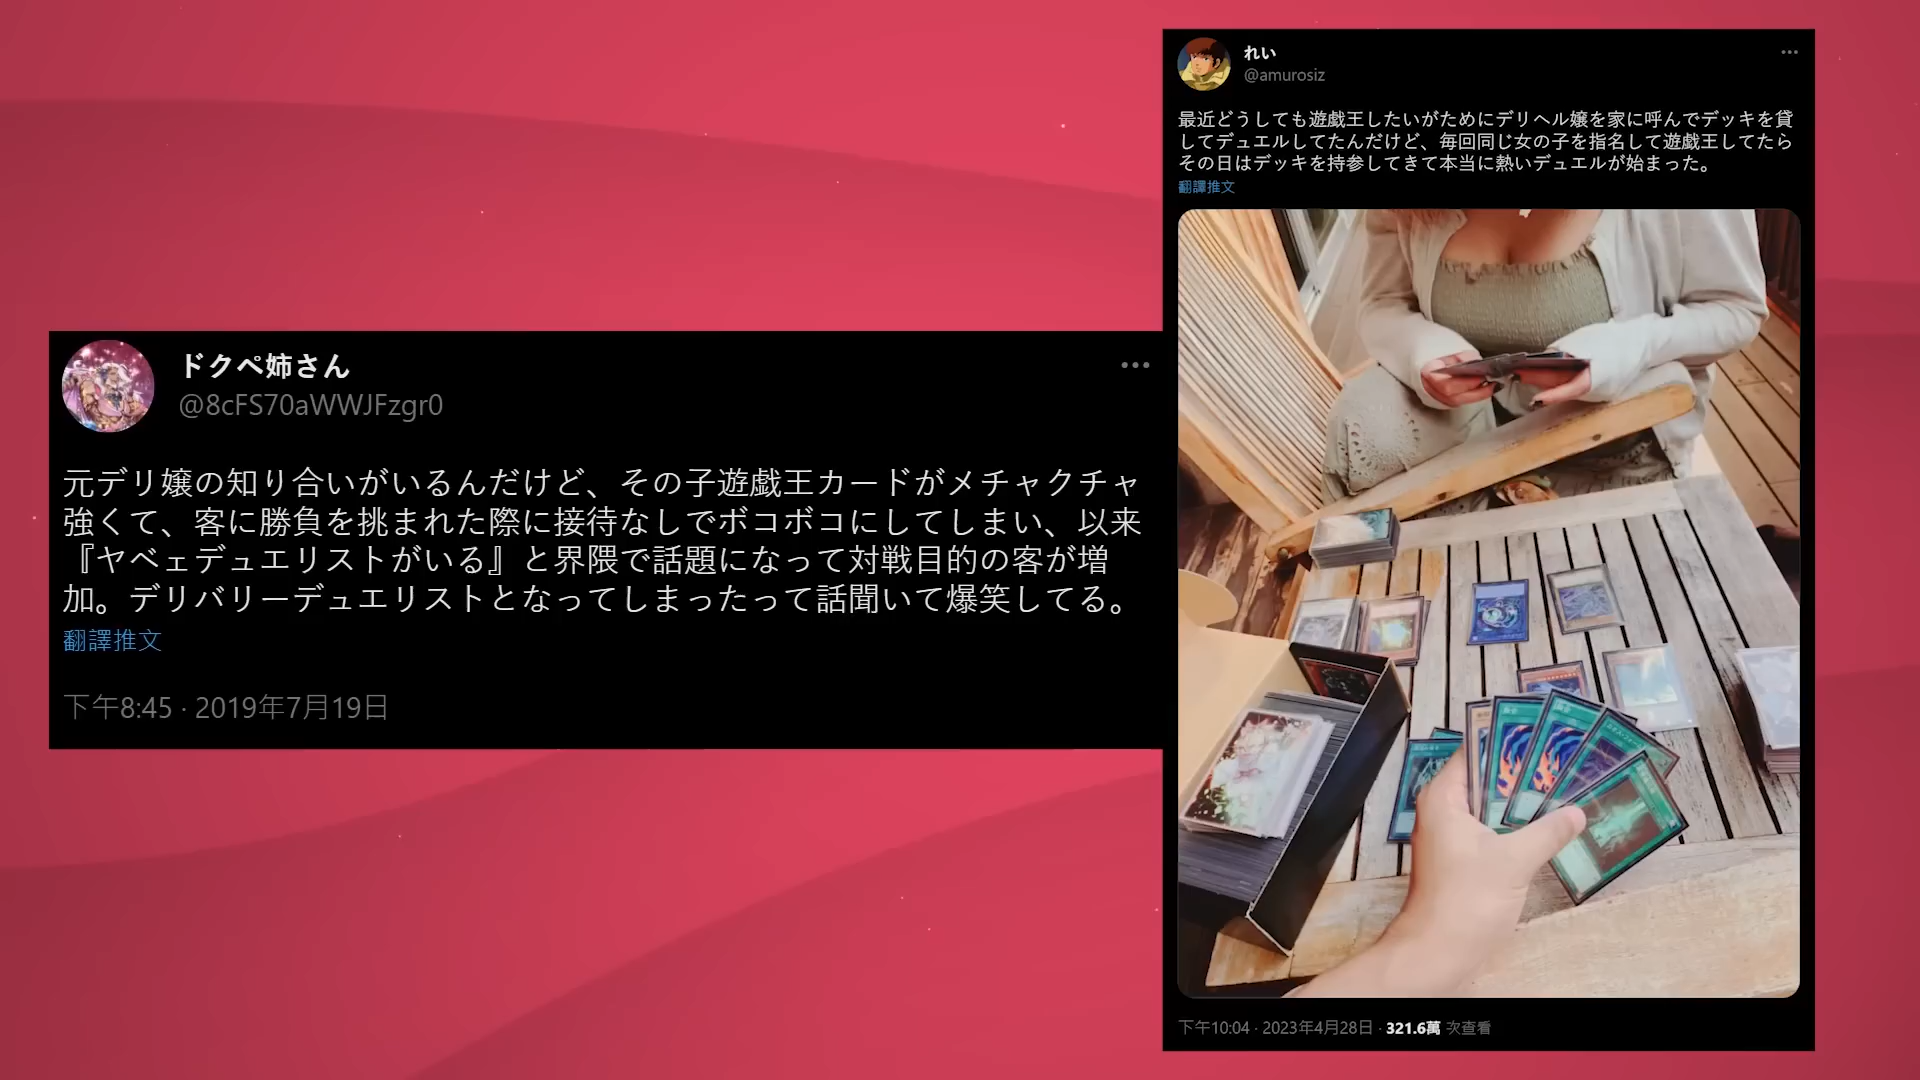 ドクペ姉さん
@8cFS70aWWJFzgr0
元デリ嬢の知り合いがいるんだけど、その子遊戯王カードがメチャクチャ
強くて、客に勝負を挑まれた際に接待なしでボコボコにしてしまい、以来
『ヤベェデュエリストがいる』と界隈で話題になって対戦目的の客が増
加。デリバリーデュエリストとなってしまったって話聞いて爆笑してる。
翻譯推文
下午8:45 · 2019年7月19日
れい
@amurosiz
最近どうしても遊戯王したいがためにデリヘル嬢を家に呼んでデッキを貸
してデュエルしてたんだけど、毎回同じ女の子を指名して遊戯王してたら
その日はデッキを持参してきて本当に熱いデュエルが始まった。
翻譯推文
下午10:04 · 2023年4月28日 · 321.6萬 次查看